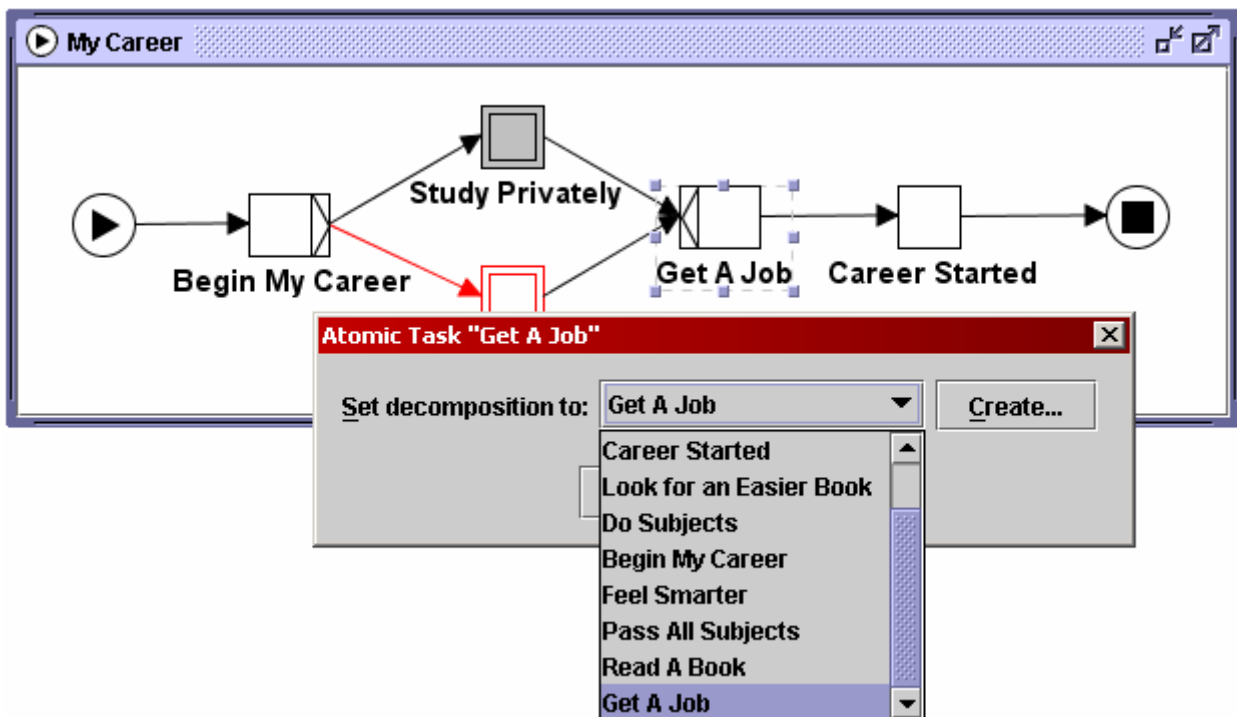 My Career
Study Privately
Begin My Career
Get A Job
Career Started
Atomic Task "Get A Job"
Set decomposition to:
Get A Job
Create...
Career Started
Look for an Easier Book
Do Subjects
Begin My Career
Feel Smarter
Pass All Subjects
Read A Book
Get A Job